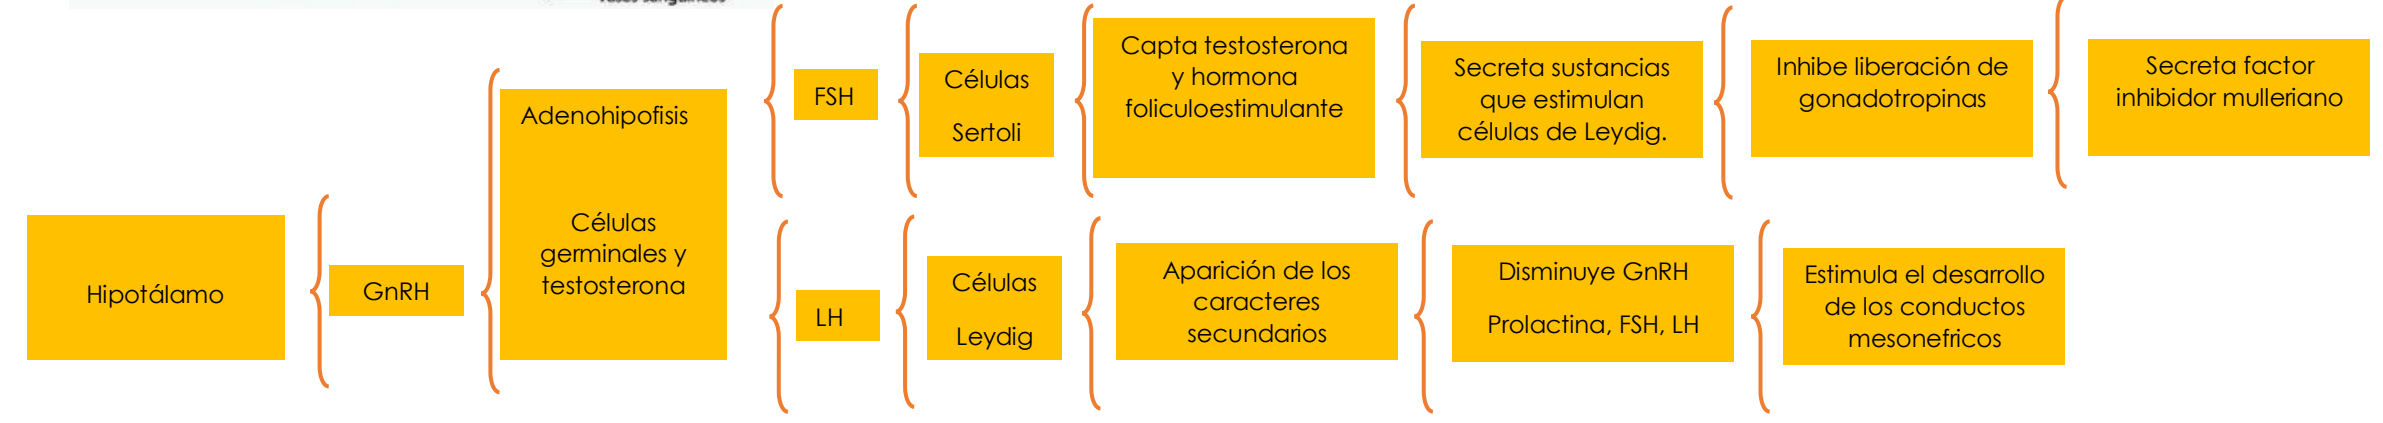 vasos sanguíneos
Hipotálamo
GnRH
Adenohipofisis
Células
germinales y
testosterona
FSH
Células
Sertoli
Capta testosterona
y hormona
foliculoestimulante
Secreta sustancias
que estimulan
células de Leydig.
Inhibe liberación de
gonadotropinas
Secreta factor
inhibidor mulleriano
LH
Células
Leydig
Aparición de los
caracteres
secundarios
Disminuye GnRH
Prolactina, FSH, LH
Estimula el desarrollo
de los conductos
mesonefricos